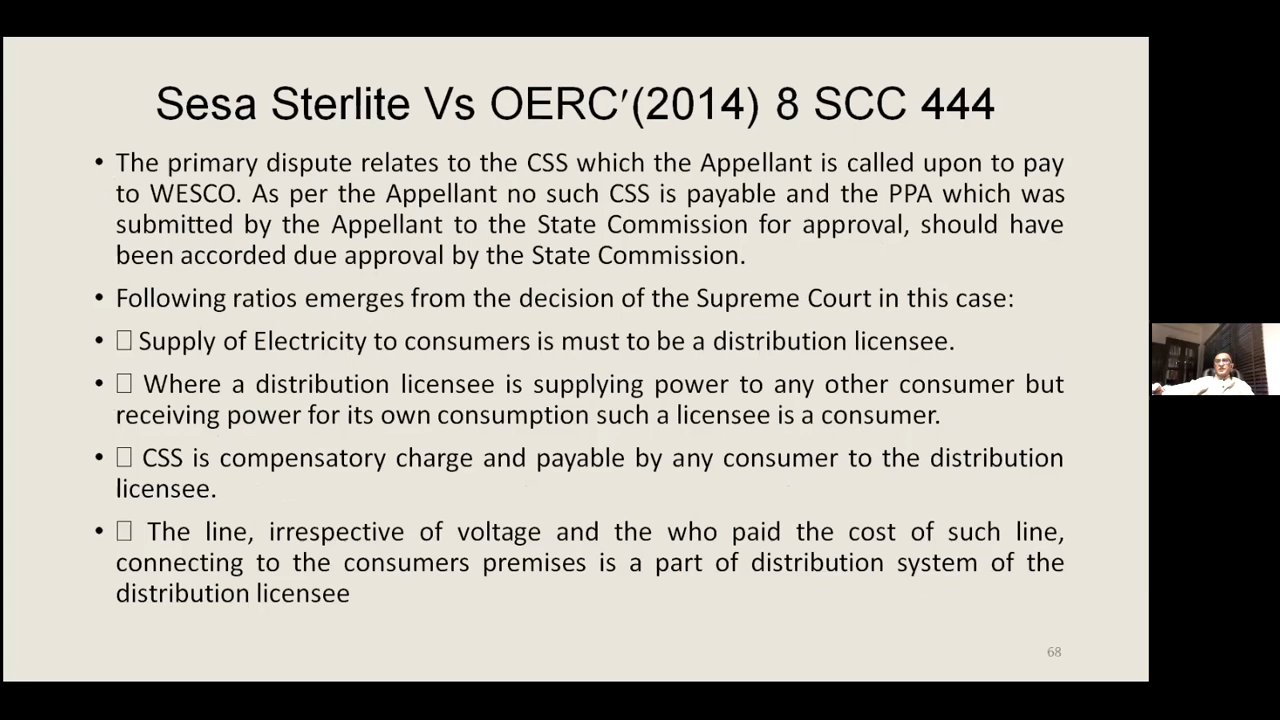 Sesa Sterlite Vs OERC′(2014) 8 SCC 444
• The primary dispute relates to the CSS which the Appellant is called upon to pay
to WESCO. As per the Appellant no such CSS is payable and the PPA which was
submitted by the Appellant to the State Commission for approval, should have
been accorded due approval by the State Commission.
• Following ratios emerges from the decision of the Supreme Court in this case:
• □ Supply of Electricity to consumers is must to be a distribution licensee.
• □ Where a distribution licensee is supplying power to any other consumer but
receiving power for its own consumption such a licensee is a consumer.
• □ CSS is compensatory charge and payable by any consumer to the distribution
licensee.
• □ The line, irrespective of voltage and the who paid the cost of such line,
connecting to the consumers premises is a part of distribution system of the
distribution licensee
68